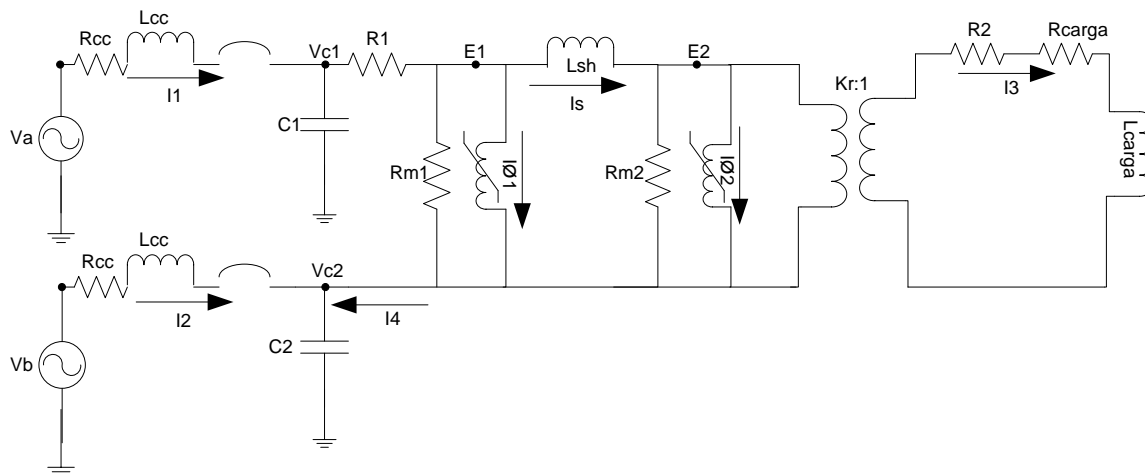 Lcc
Rcc
I1
Vc1
R1
E1
Lsh
Is
E2
Kr:1
R2
Rcarga
I3
Lcarga
Va
C1
Rm1
IØ1
Rm2
IØ2
Lcc
Rcc
I2
Vc2
I4
Vb
C2